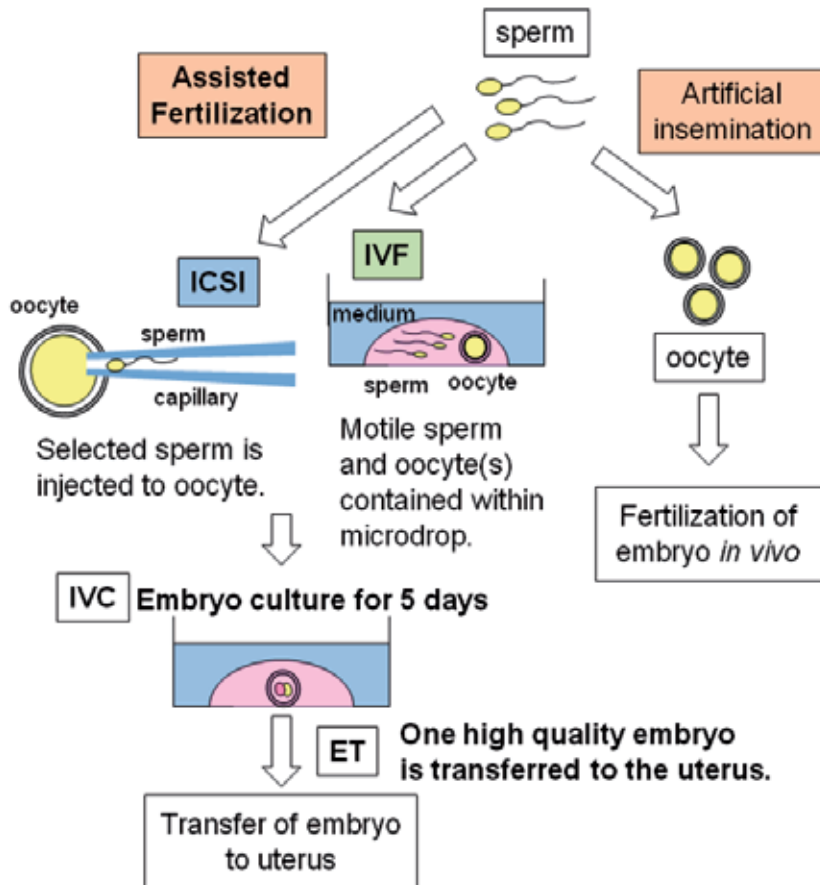 sperm
Assisted
Fertilization
Artificial
insemination
ICSI
IVF
oocyte
sperm
capillary
medium
sperm
oocyte
oocyte
Selected sperm is
injected to oocyte.
Motile sperm
and oocyte(s)
contained within
microdrop.
Fertilization of
embryo in vivo
IVC
Embryo culture for 5 days
ET
One high quality embryo
is transferred to the uterus.
Transfer of embryo
to uterus